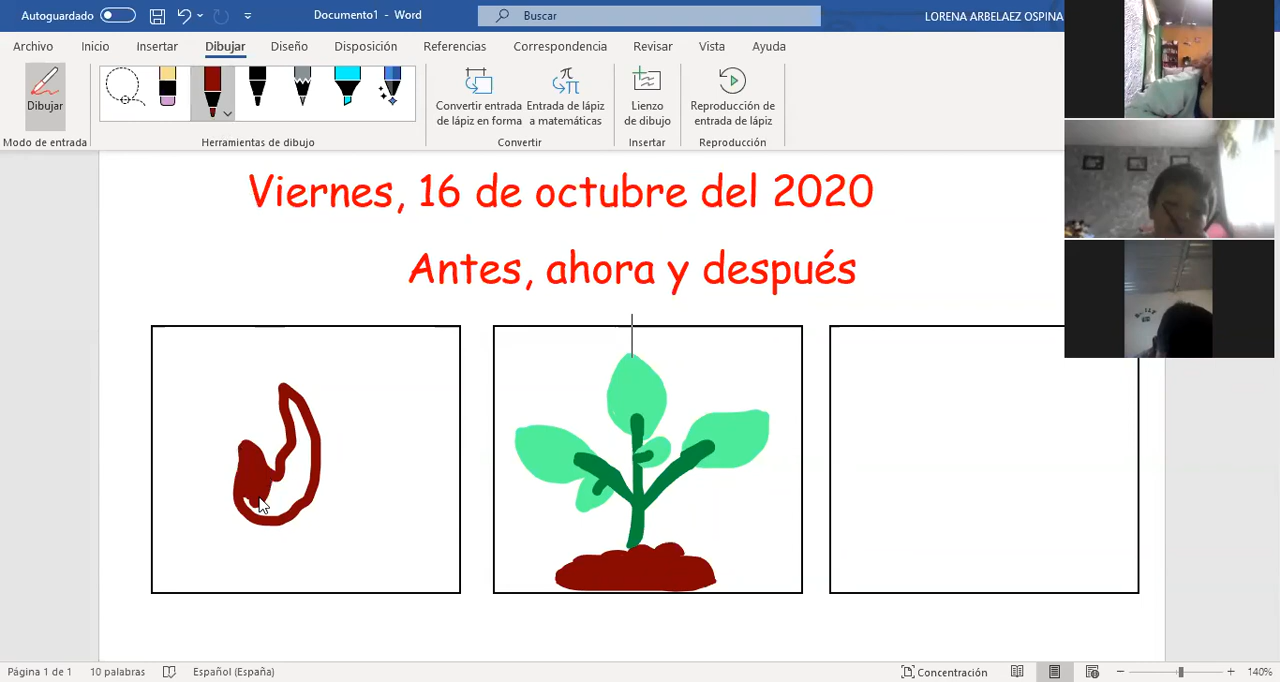 Autoguardado
Documento1 - Word
Buscar
LORENA ARBELAEZ OSPINA
Archivo Inicio Insertar Dibujar Diseño Disposición Referencias Correspondencia Revisar Vista Ayuda
Dibujar
Convertir entrada de lápiz en forma
Entrada de lápiz a matemáticas
Lienzo de dibujo
Reproducción de entrada de lápiz
Modo de entrada Herramientas de dibujo Convertir Insertar Reproducción
Viernes, 16 de octubre del 2020
Antes, ahora y después
Página 1 de 1 10 palabras Español (España) Concentración 140%